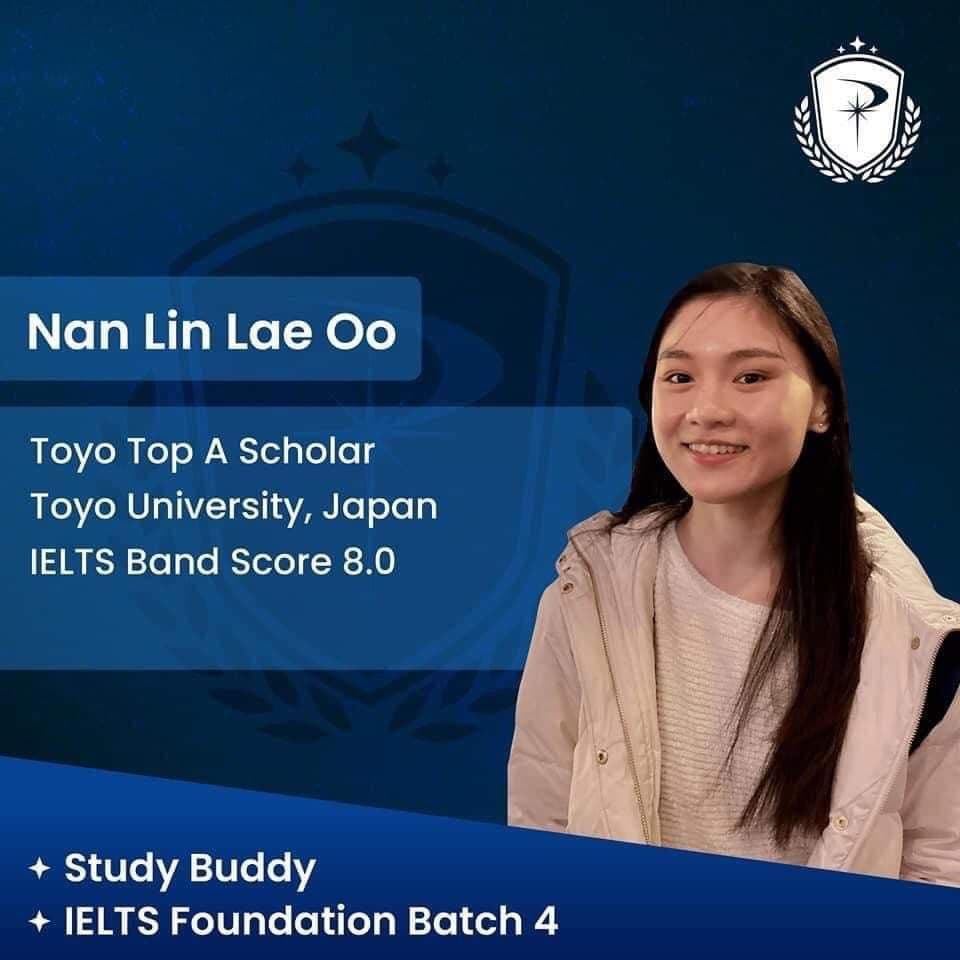 Nan Lin Lae Oo
Toyo Top A Scholar
Toyo University, Japan
IELTS Band Score 8.0
Study Buddy
IELTS Foundation Batch 4